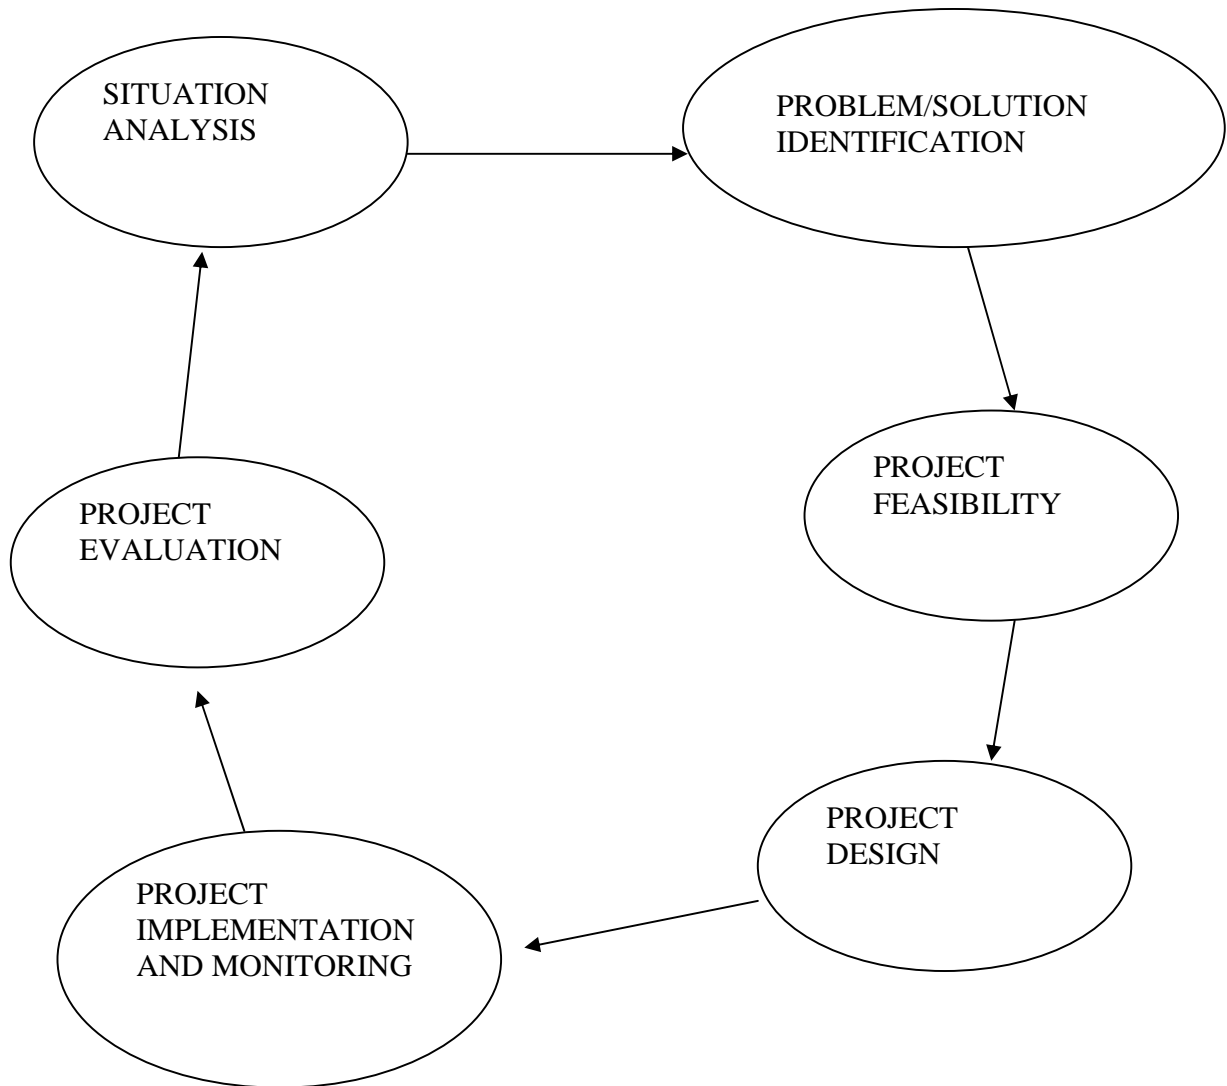 SITUATION
ANALYSIS
PROBLEM/SOLUTION
IDENTIFICATION
PROJECT
FEASIBILITY
PROJECT
DESIGN
PROJECT
IMPLEMENTATION
AND MONITORING
PROJECT
EVALUATION